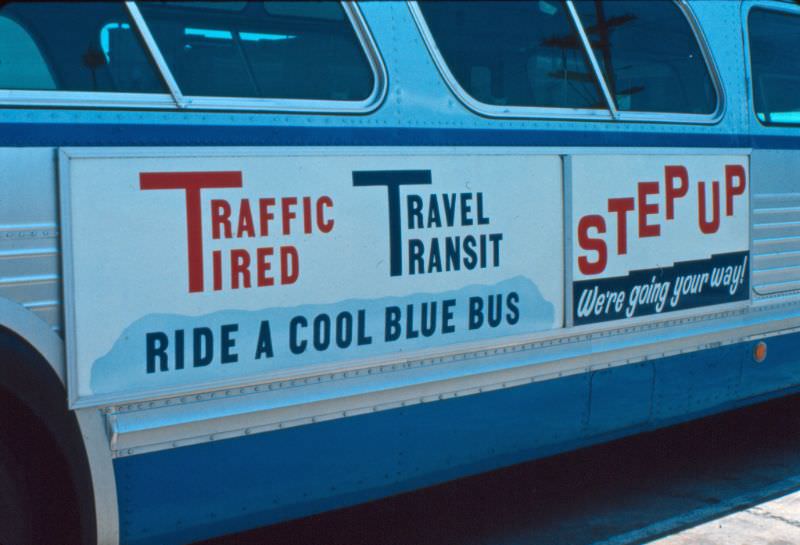 TRAFFIC
TIRED
TRAVEL
TRANSIT
RIDE A COOL BLUE BUS
STEP UP
We're going your way!